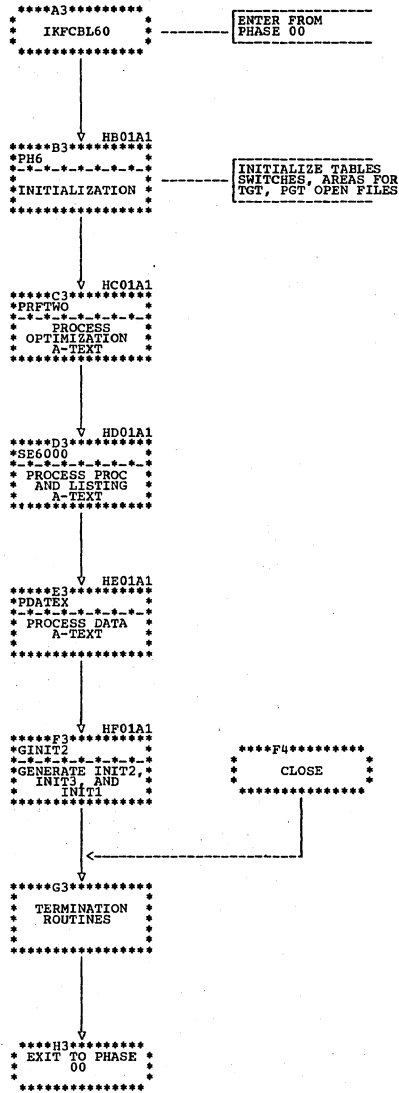 ****A3*********
IKFCBL60
ENTER FROM
PHASE 00
HB01A1
*****B3**********
*PH6 *
*-*-*-*-*-*-*-*-*
*INITIALIZATION *
INITIALIZE TABLES
SWITCHES, AREAS FOR
TGT, PGT OPEN FILES
HC01A1
*****C3**********
*PRFTWO *
*-*-*-*-*-*-*-*-*
* PROCESS *
* OPTIMIZATION *
* A-TEXT *
*****************
HD01A1
*****D3**********
*SE6000 *
*-*-*-*-*-*-*-*-*
* PROCESS PROC *
* AND LISTING *
* A-TEXT *
*****************
HE01A1
*****E3**********
*PDATEX *
*-*-*-*-*-*-*-*-*
* PROCESS DATA *
* A-TEXT *
*****************
HF01A1
*****F3**********
*GINIT2 *
*-*-*-*-*-*-*-*-*
*GENERATE INIT2,*
* INIT3, AND *
* INIT1 *
*****************
****F4*********
CLOSE
***************
*****G3**********
* TERMINATION *
* ROUTINES *
*****************
****H3*********
* EXIT TO PHASE *
* 00 *
***************